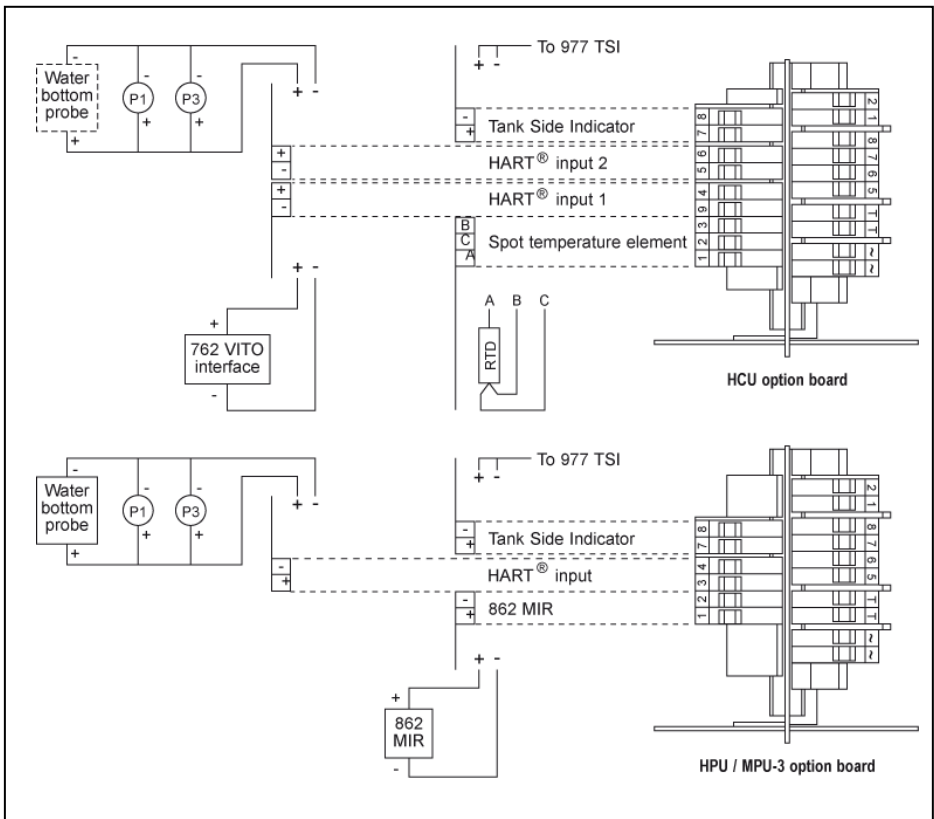 To 977 TSI
+ -
-
Water
bottom
probe
+
-
P1
+
-
P3
+
+ -
-
+
Tank Side Indicator
8
7
+
-
HART® input 2
6
5
+
-
HART® input 1
4
9
B
C
A
Spot temperature element
3
2
1
2
1
8
7
6
5
T
T
~
~
+ -
+
762 VITO
interface
-
A B C
RTD
HCU option board
To 977 TSI
+ -
-
Water
bottom
probe
+
-
P1
+
-
P3
+
+ -
-
+
Tank Side Indicator
8
7
-
+
HART® input
4
3
-
+
862 MIR
2
1
2
1
8
7
6
5
T
T
~
~
+ -
+
862
MIR
-
HPU / MPU-3 option board